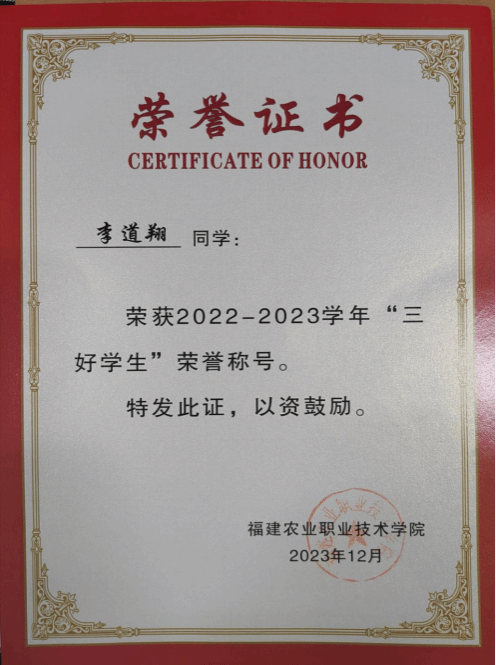 荣誉证书
CERTIFICATE OF HONOR
李道翔 同学：
荣获2022-2023学年“三
好学生”荣誉称号。
特发此证，以资鼓励。
福建农业职业技术学院
2023年12月